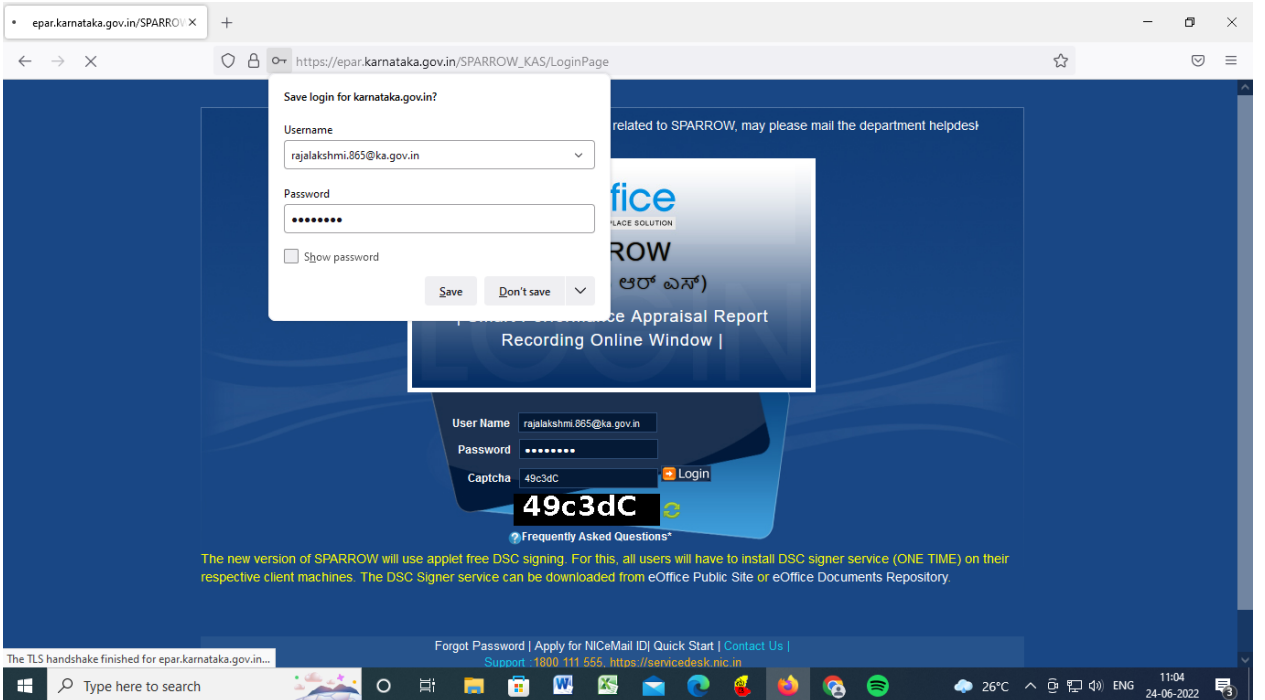 epar.karnataka.gov.in/SPARROW
https://epar.karnataka.gov.in/SPARROW_KAS/LoginPage
Save login for karnataka.gov.in?
Username
rajalakshmi.865@ka.gov.in
Password
••••••••
Show password
Save Don't save
related to SPARROW, may please mail the department helpdesk
fice
PLACE SOLUTION
ROW
ಆರ್ ಎಸ್)
Appraisal Report
Recording Online Window |
LOGIN
User Name rajalakshmi.865@ka.gov.in
Password ••••••••
Captcha 49c3dC Login
49c3dC
Frequently Asked Questions*
The new version of SPARROW will use applet free DSC signing. For this, all users will have to install DSC signer service (ONE TIME) on their
respective client machines. The DSC Signer service can be downloaded from eOffice Public Site or eOffice Documents Repository.
Forgot Password | Apply for NICeMail ID| Quick Start | Contact Us |
Support :1800 111 555, https://servicedesk.nic.in
The TLS handshake finished for epar.karnataka.gov.in...
Type here to search
26°C ENG 11:04
24-06-2022
3